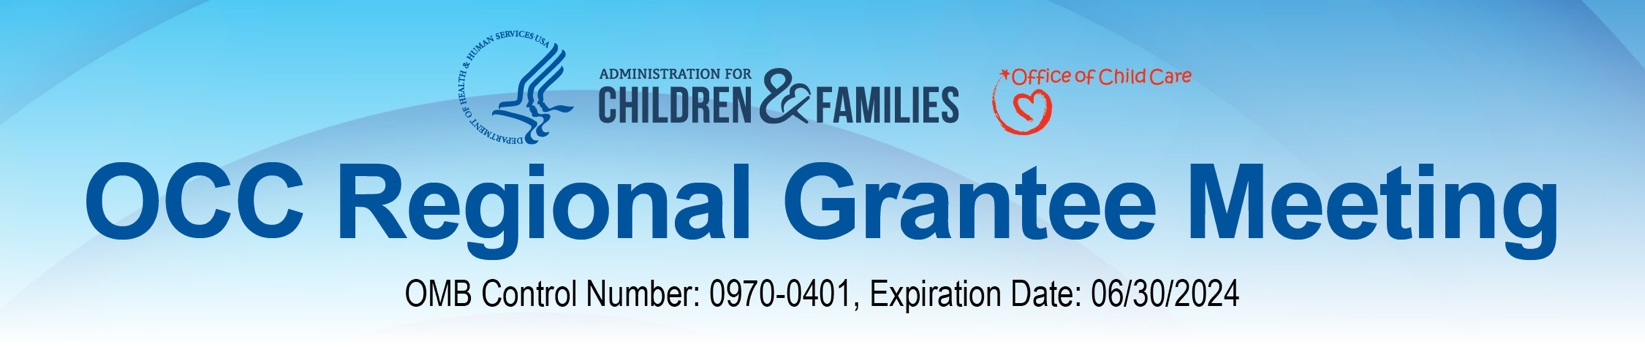 DEPARTMENT OF HEALTH & HUMAN SERVICES·USA
ADMINISTRATION FOR
CHILDREN & FAMILIES
Office of Child Care
OCC Regional Grantee Meeting
OMB Control Number: 0970-0401, Expiration Date: 06/30/2024